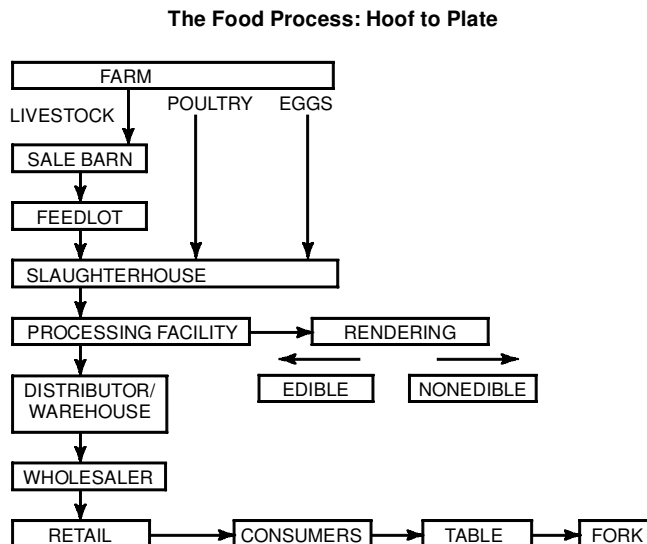 The Food Process: Hoof to Plate
FARM
LIVESTOCK
POULTRY
EGGS
SALE BARN
FEEDLOT
SLAUGHTERHOUSE
PROCESSING FACILITY
RENDERING
EDIBLE
NONEDIBLE
DISTRIBUTOR/
WAREHOUSE
WHOLESALER
RETAIL
CONSUMERS
TABLE
FORK